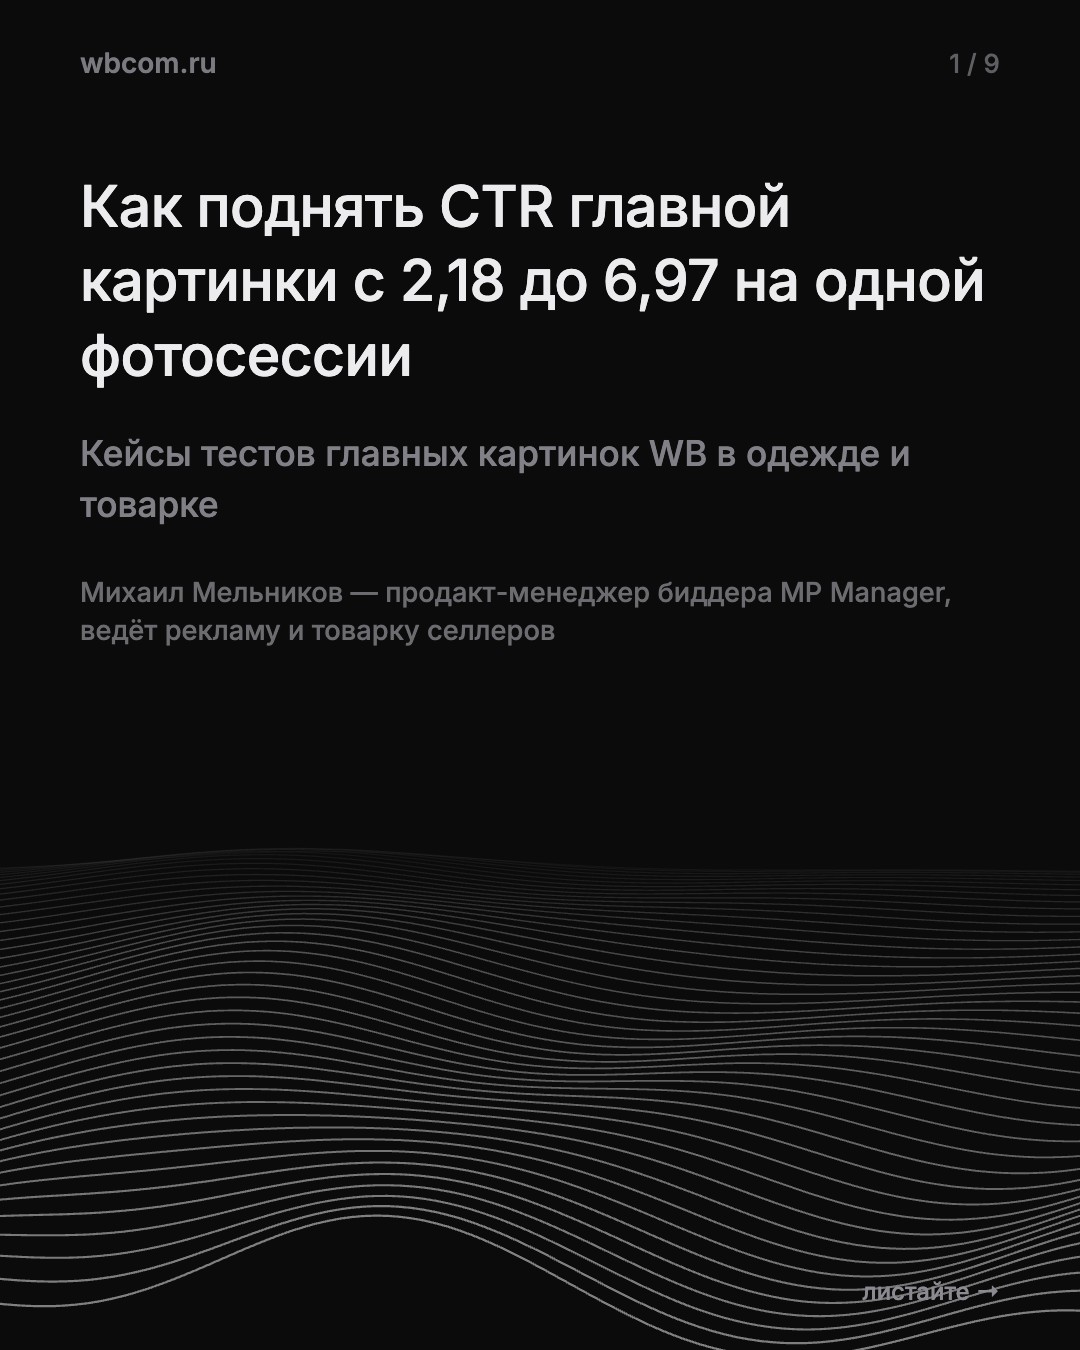 wbcom.ru
1 / 9
Как поднять CTR главной
картинки с 2,18 до 6,97 на одной
фотосессии
Кейсы тестов главных картинок WB в одежде и
товарке
Михаил Мельников — продакт-менеджер биддера MP Manager,
ведёт рекламу и товарку селлеров
листайте →